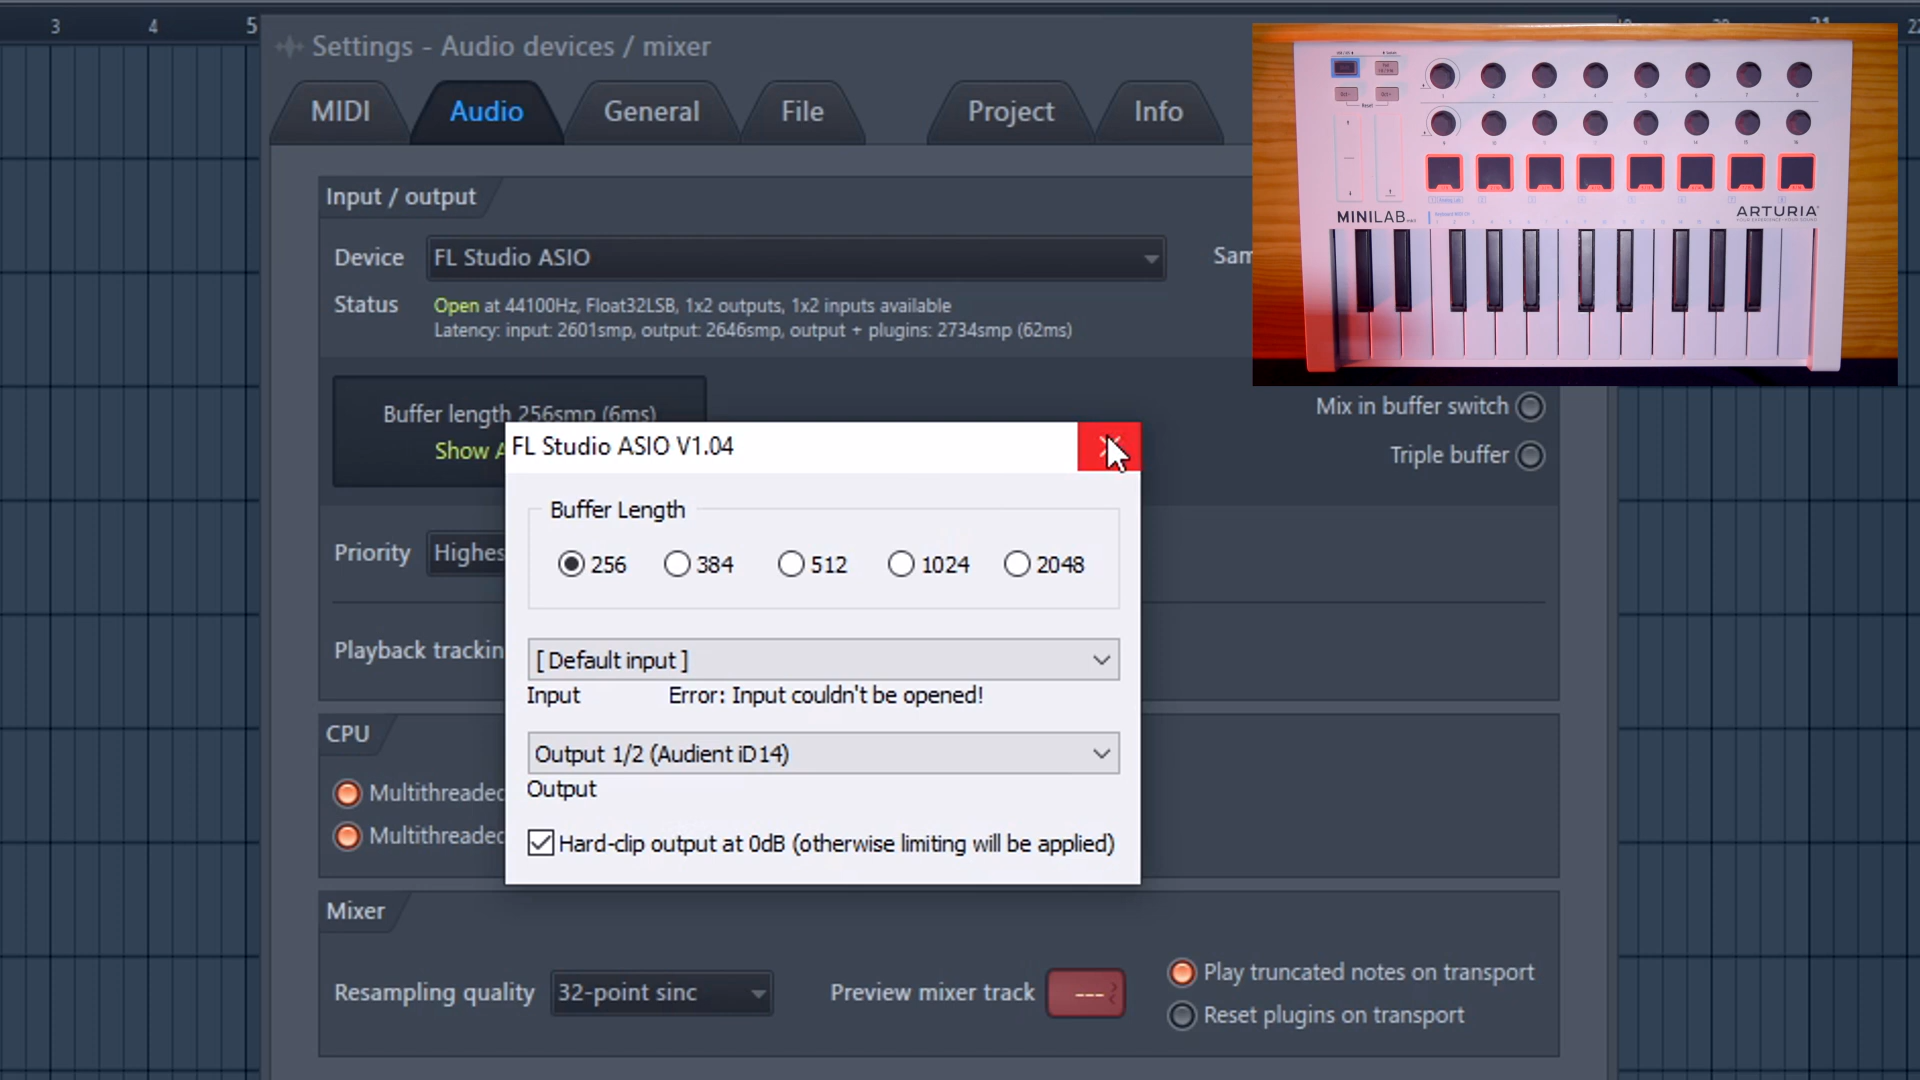 3 4 5
Settings - Audio devices / mixer
MIDI Audio General File Project Info
Input / output
Device FL Studio ASIO Sam
Status Open at 44100Hz, Float32LSB, 1x2 outputs, 1x2 inputs available
Latency: input: 2601smp, output: 2646smp, output + plugins: 2734smp (62ms)
MINILAB
ARTURIA
Buffer length 256smp (6ms)
Show A
Mix in buffer switch
Triple buffer
FL Studio ASIO V1.04
Buffer Length
256 384 512 1024 2048
[ Default input ]
Input Error: Input couldn't be opened!
Output 1/2 (Audient iD14)
Output
Hard-clip output at 0dB (otherwise limiting will be applied)
Priority Highes
Playback trackin
CPU
Multithreaded
Multithreaded
Mixer
Resampling quality 32-point sinc Preview mixer track ---
Play truncated notes on transport
Reset plugins on transport